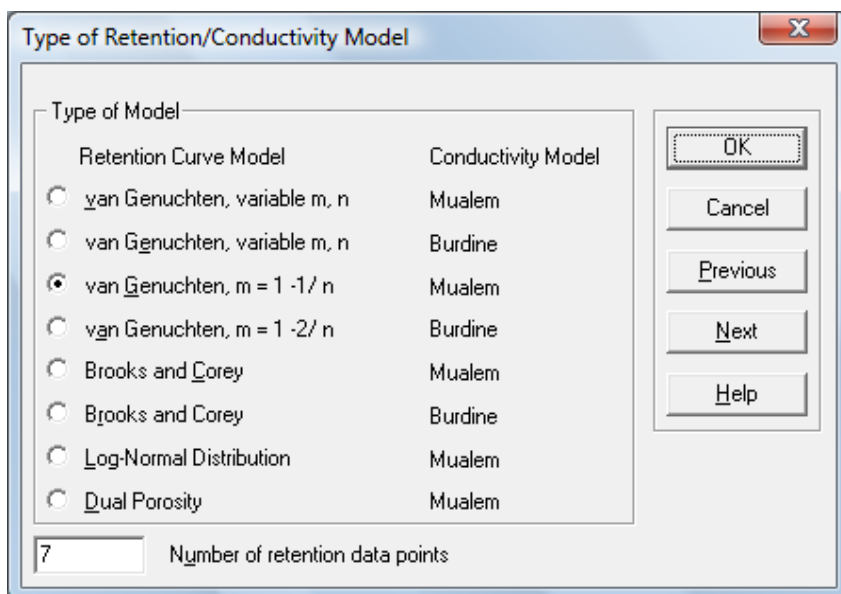 Type of Retention/Conductivity Model
Type of Model
Retention Curve Model Conductivity Model
van Genuchten, variable m, n Mualem
van Genuchten, variable m, n Burdine
van Genuchten, m = 1 -1/ n Mualem
van Genuchten, m = 1 -2/ n Burdine
Brooks and Corey Mualem
Brooks and Corey Burdine
Log-Normal Distribution Mualem
Dual Porosity Mualem
7 Number of retention data points
OK
Cancel
Previous
Next
Help